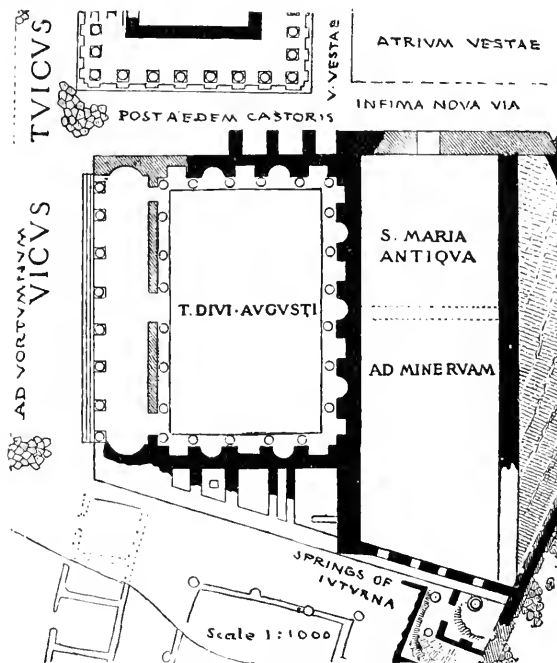 TVICVS
V. VESTAE
ATRIVM VESTAE
POST AEDEM CASTORIS
INFIMA NOVA VIA
AD VORTVMNVM
VICVS
S. MARIA
ANTIQVA
T. DIVI·AVGVSTI
AD MINERVAM
SPRINGS OF
IVTVRNA
Scale 1:1000